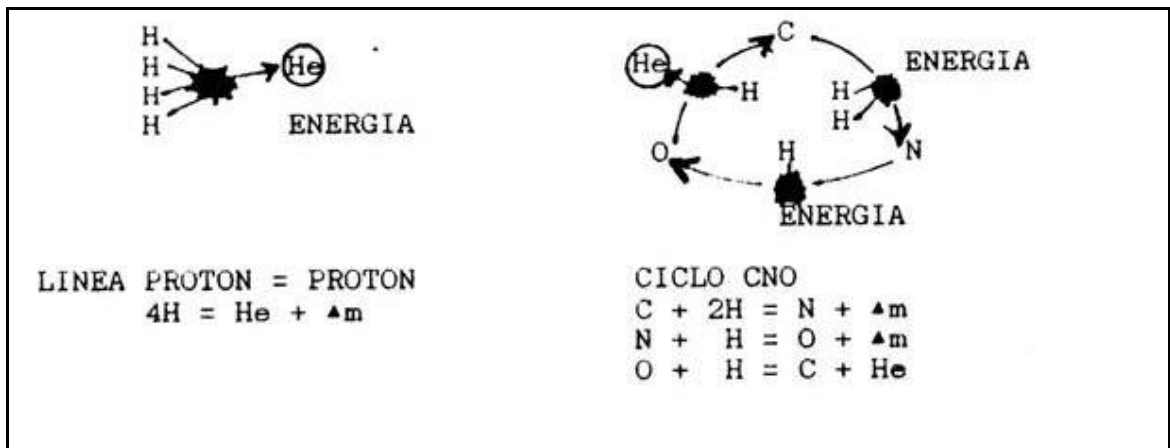 H
H
H
H
He
ENERGIA
LINEA PROTON = PROTON
4H = He + ▲m
C
He
H
ENERGIA
H
H
O
H
N
ENERGIA
CICLO CNO
C + 2H = N + ▲m
N + H = O + ▲m
O + H = C + He